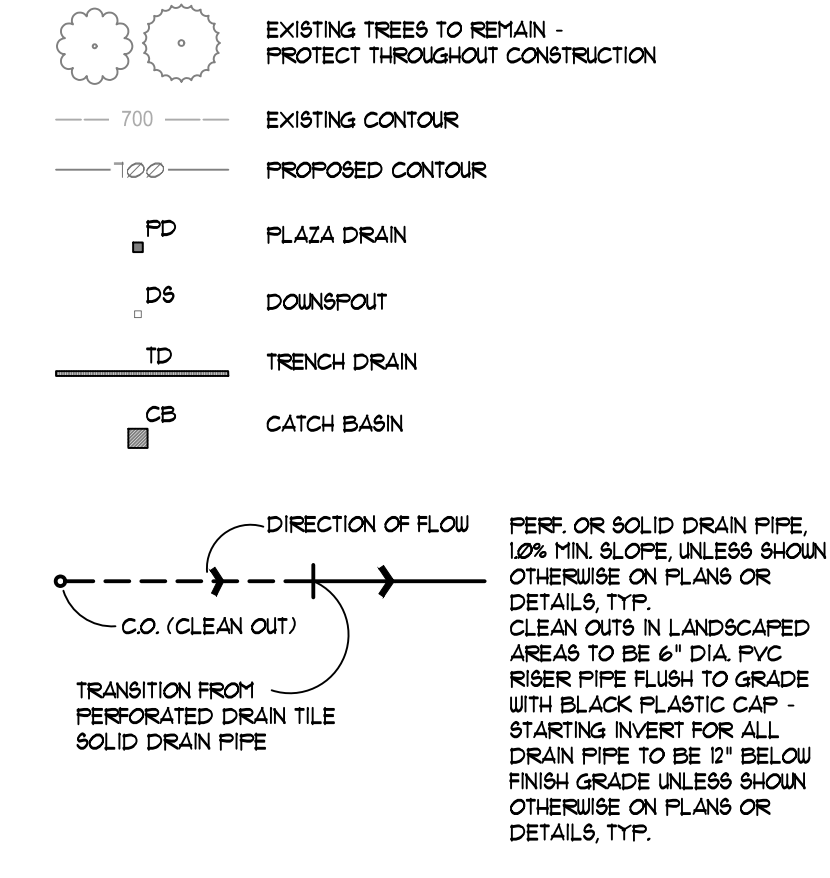 EXISTING TREES TO REMAIN -
PROTECT THROUGHOUT CONSTRUCTION
700
EXISTING CONTOUR
700
PROPOSED CONTOUR
PD
PLAZA DRAIN
DS
DOWNSPOUT
TD
TRENCH DRAIN
CB
CATCH BASIN
DIRECTION OF FLOW
C.O. (CLEAN OUT)
TRANSITION FROM
PERFORATED DRAIN TILE
SOLID DRAIN PIPE
PERF. OR SOLID DRAIN PIPE,
1.0% MIN. SLOPE, UNLESS SHOWN
OTHERWISE ON PLANS OR
DETAILS, TYP.
CLEAN OUTS IN LANDSCAPED
AREAS TO BE 6" DIA. PVC
RISER PIPE FLUSH TO GRADE
WITH BLACK PLASTIC CAP -
STARTING INVERT FOR ALL
DRAIN PIPE TO BE 12" BELOW
FINISH GRADE UNLESS SHOWN
OTHERWISE ON PLANS OR
DETAILS, TYP.